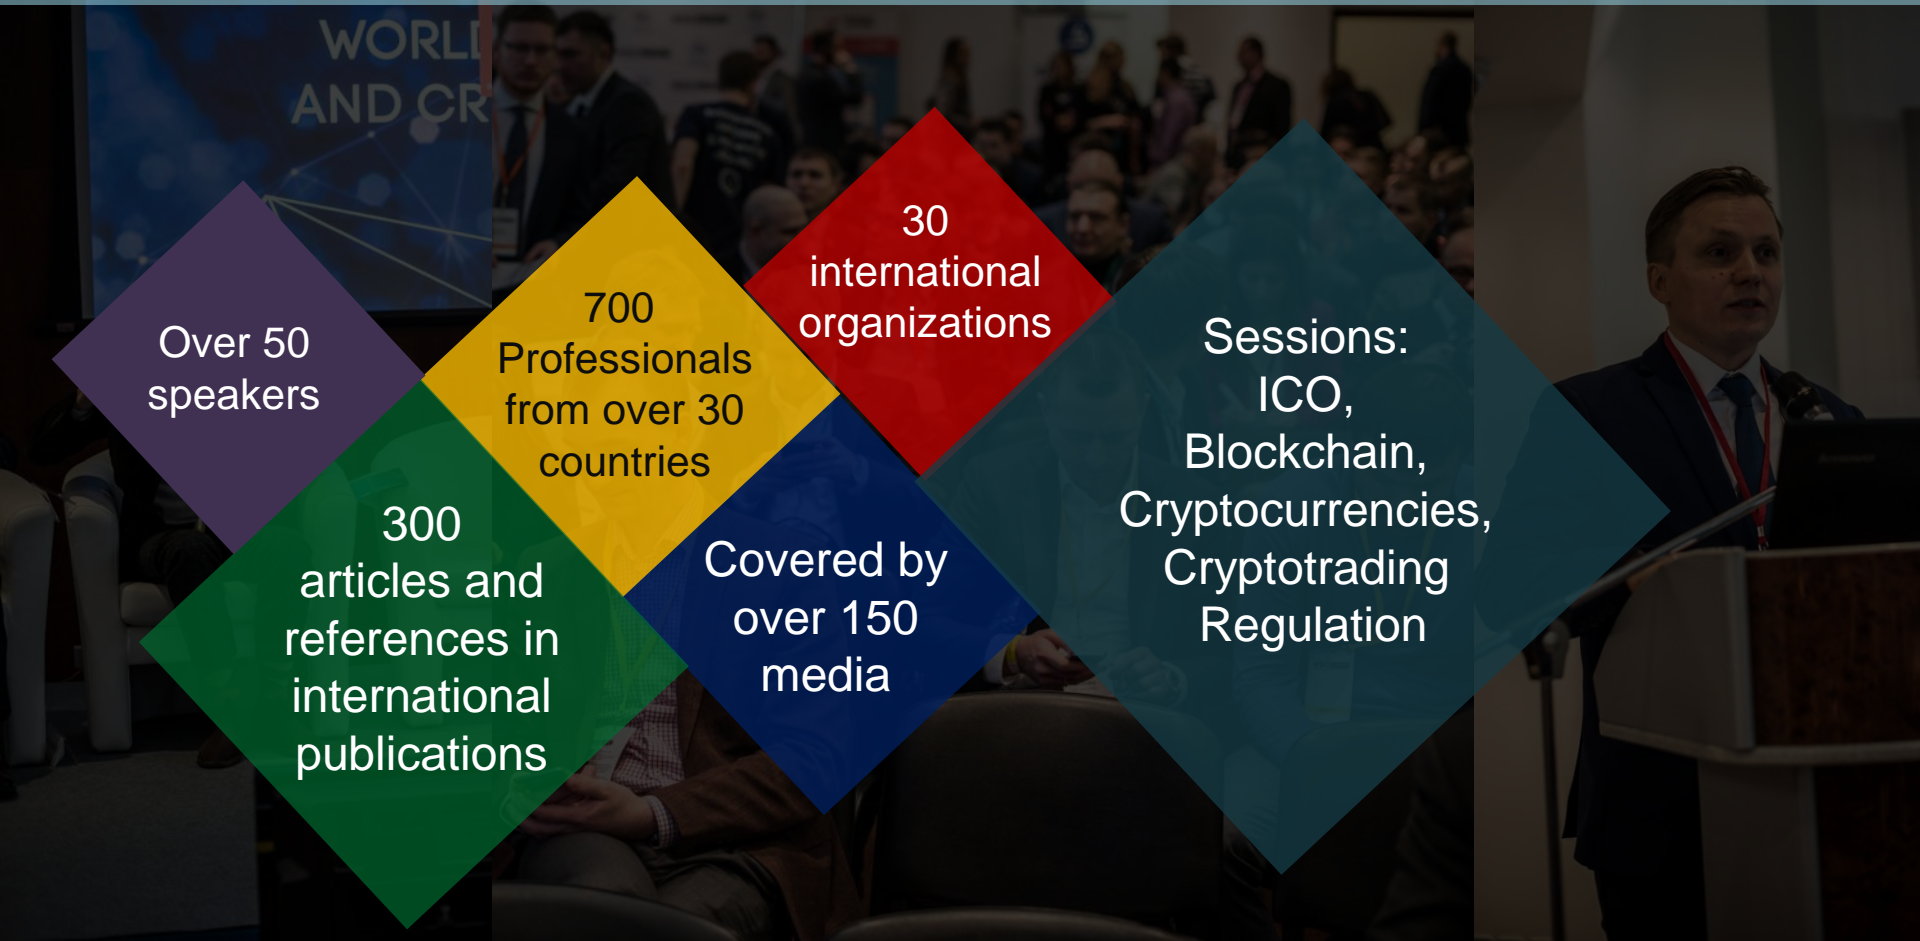 WORL
AND CR
Over 50
speakers
700
Professionals
from over 30
countries
30
international
organizations
Sessions:
ICO,
Blockchain,
Cryptocurrencies,
Cryptotrading
Regulation
300
articles and
references in
international
publications
Covered by
over 150
media